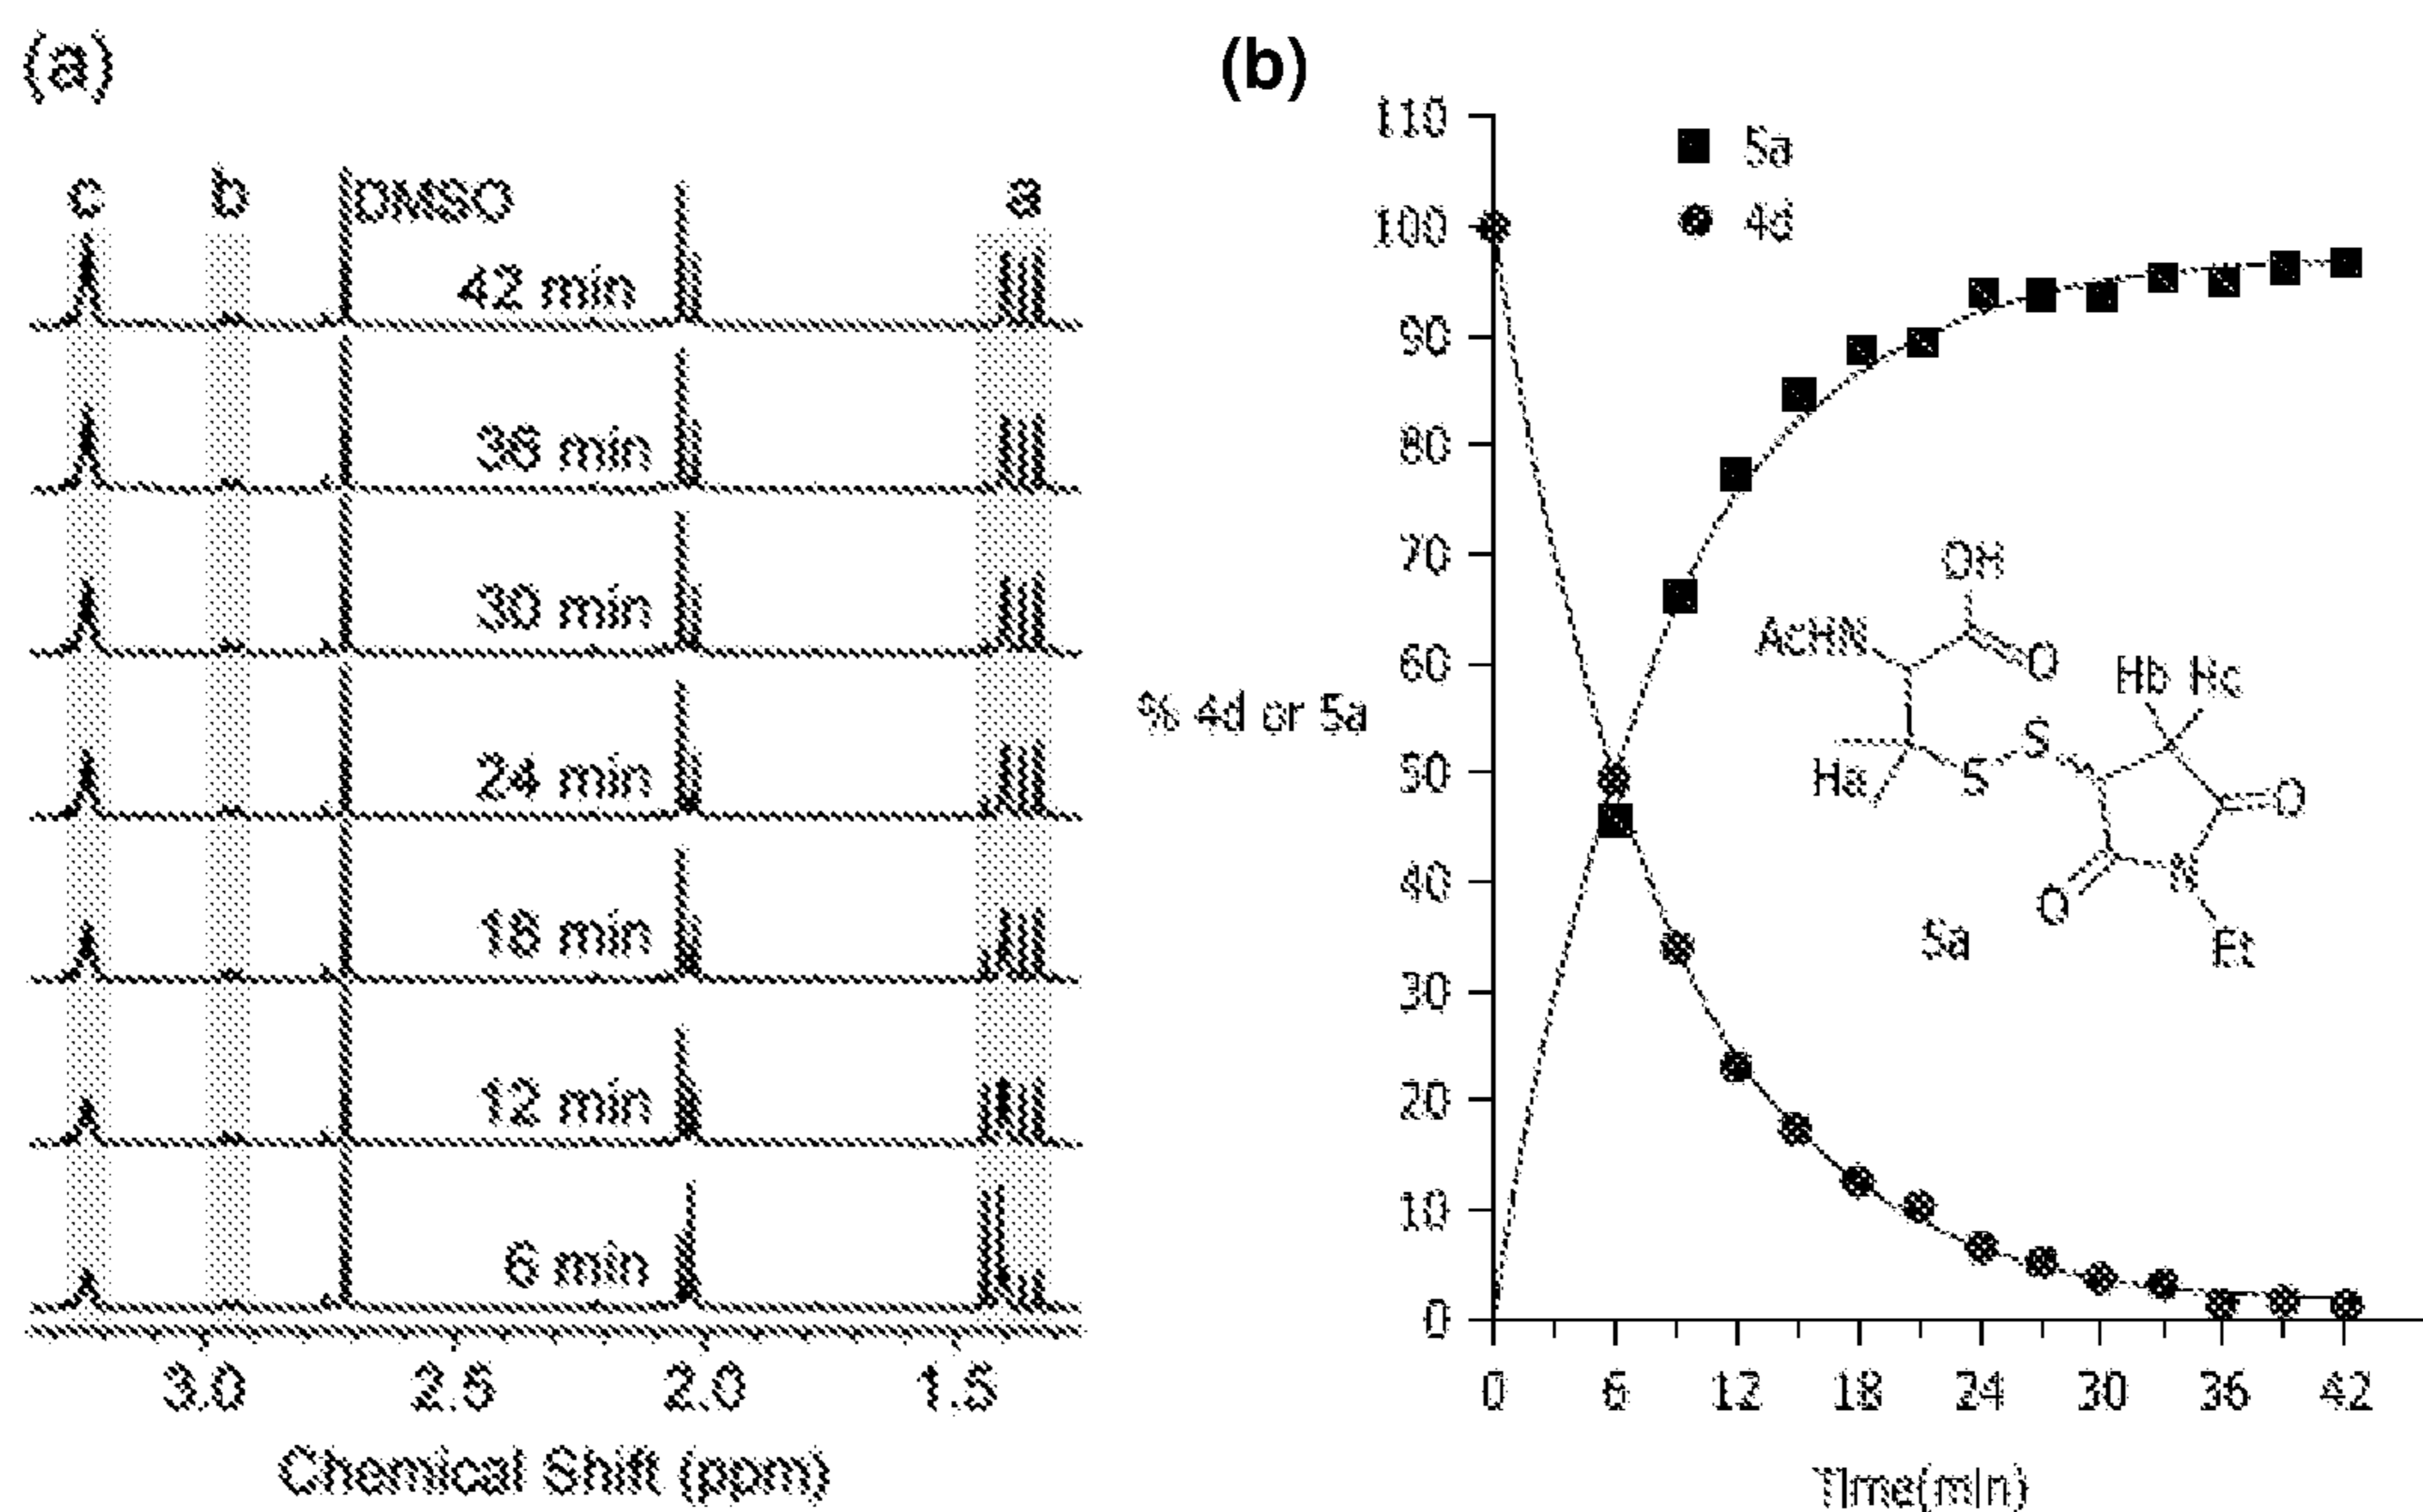 (a)
c b DMSO a
42 min
36 min
30 min
24 min
18 min
12 min
6 min
3.0 2.5 2.0 1.5
Chemical Shift (ppm)
(b)
110
100
90
80
70
60
50
40
30
20
10
0
5a
4d
% 4d or 5a
OH
AcHN
O
Hb Hc
S
Ha S
O
N
O
5a
Et
0 6 12 18 24 30 36 42
Time(min)